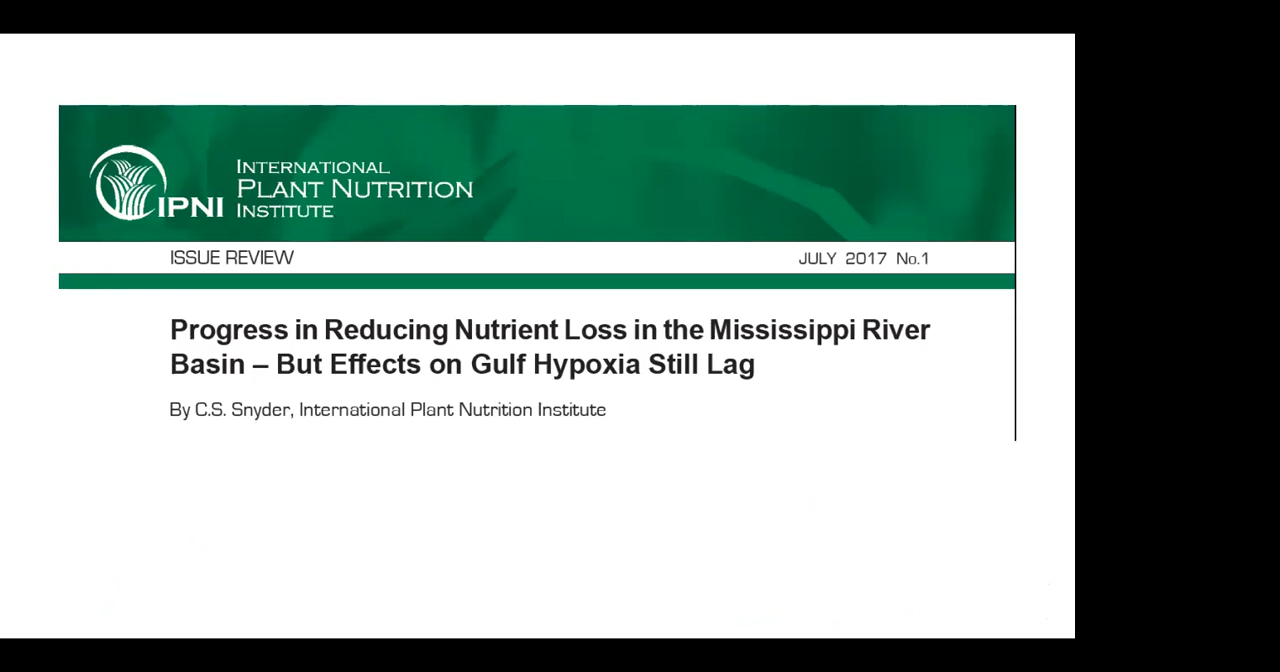 IPNI
INTERNATIONAL
PLANT NUTRITION
INSTITUTE
ISSUE REVIEW
JULY 2017 No.1
Progress in Reducing Nutrient Loss in the Mississippi River
Basin – But Effects on Gulf Hypoxia Still Lag
By C.S. Snyder, International Plant Nutrition Institute